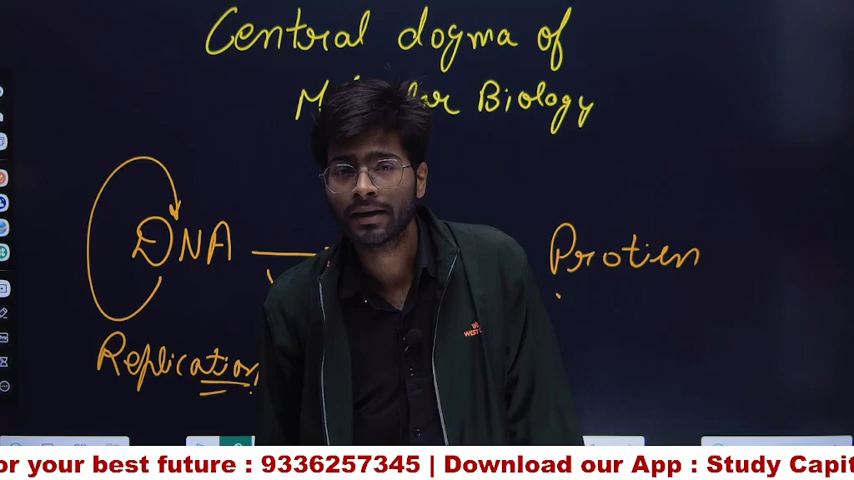 Central dogma of
Biology
DNA
Protien
Replication
or your best future : 9336257345 | Download our App : Study Capit